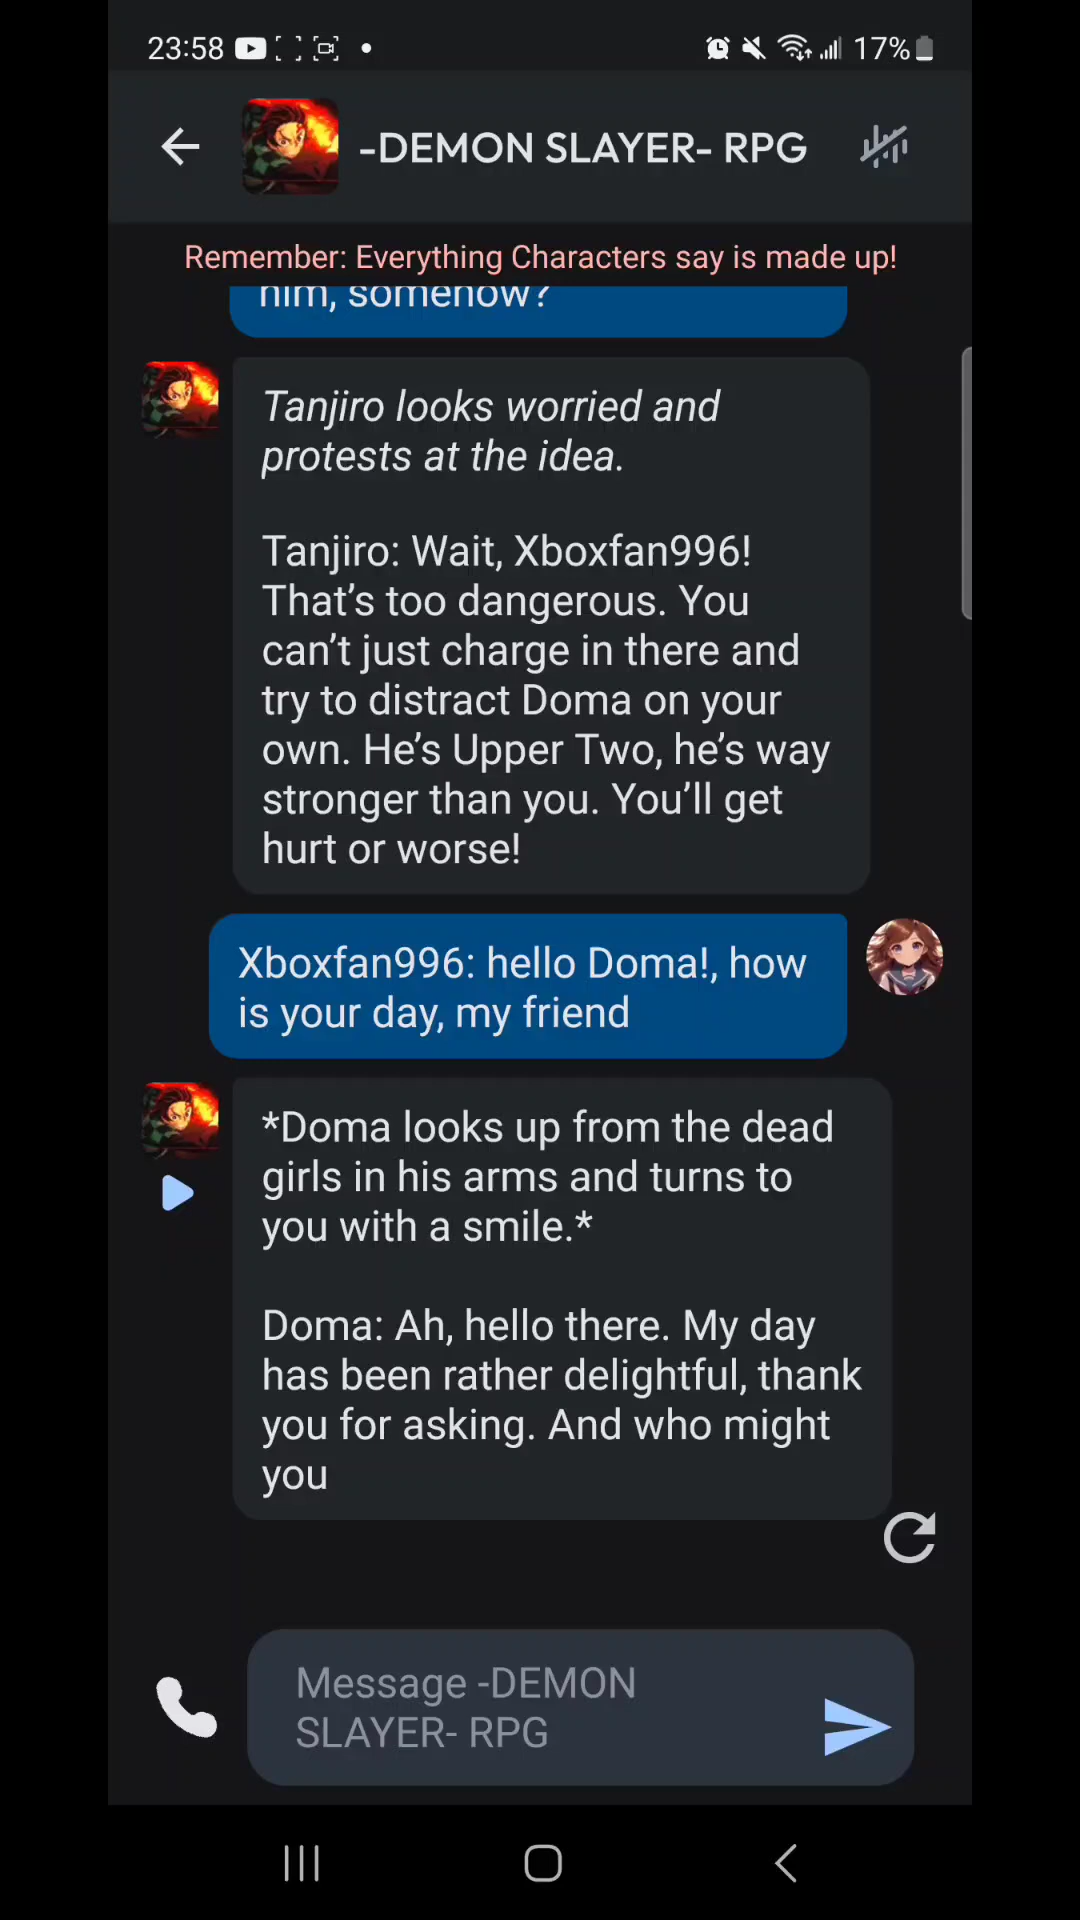 23:58
17%
-DEMON SLAYER- RPG
Remember: Everything Characters say is made up!
him, somehow?
Tanjiro looks worried and
protests at the idea.
Tanjiro: Wait, Xboxfan996!
That's too dangerous. You
can't just charge in there and
try to distract Doma on your
own. He's Upper Two, he's way
stronger than you. You'll get
hurt or worse!
Xboxfan996: hello Doma!, how
is your day, my friend
*Doma looks up from the dead
girls in his arms and turns to
you with a smile.*
Doma: Ah, hello there. My day
has been rather delightful, thank
you for asking. And who might
you
Message -DEMON
SLAYER- RPG